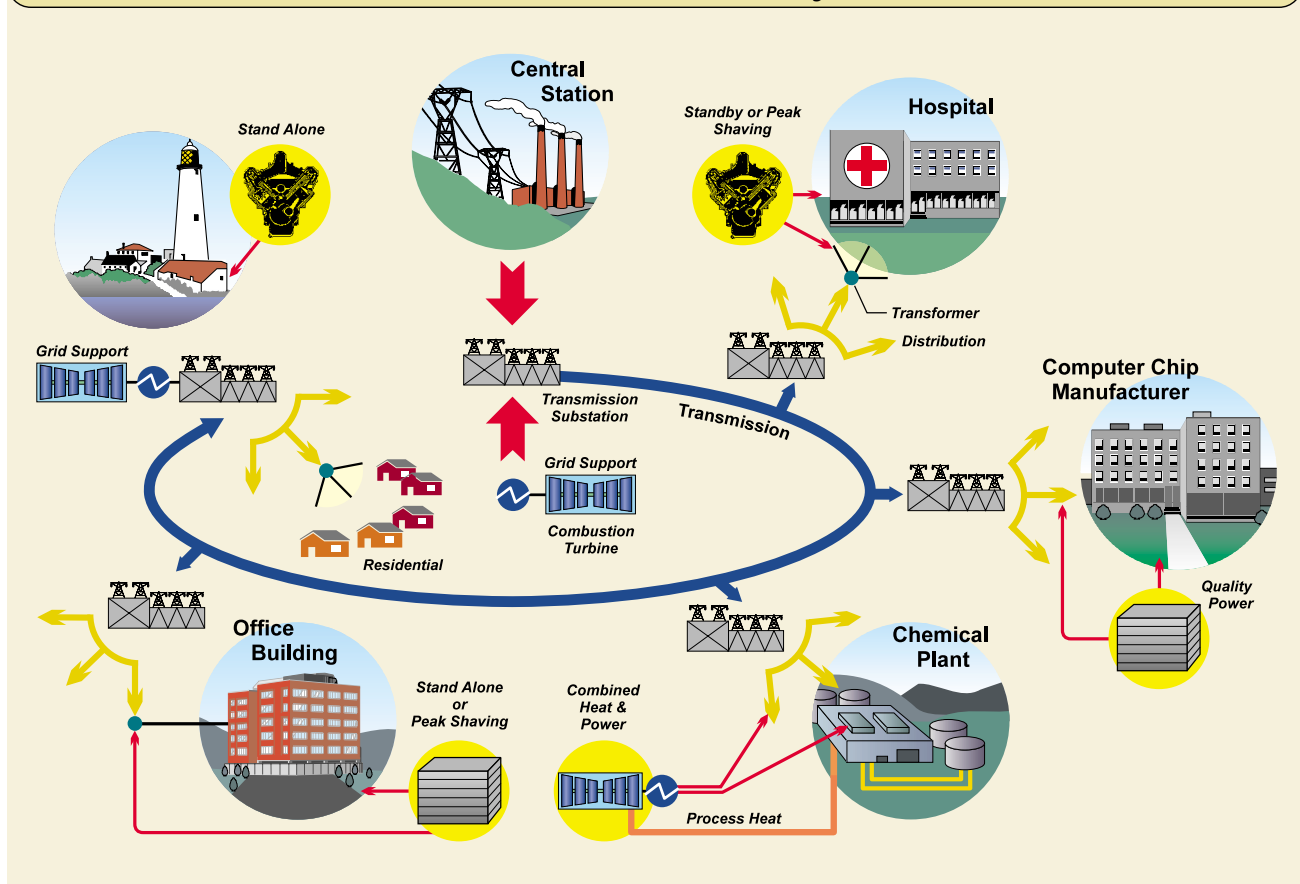 Central
Station
Hospital
Standby or Peak
Shaving
Stand Alone
Transformer
Distribution
Grid Support
Computer Chip
Manufacturer
Transmission
Substation
Transmission
Grid Support
Combustion
Turbine
Residential
Quality
Power
Office
Building
Chemical
Plant
Stand Alone
or
Peak Shaving
Combined
Heat &
Power
Process Heat